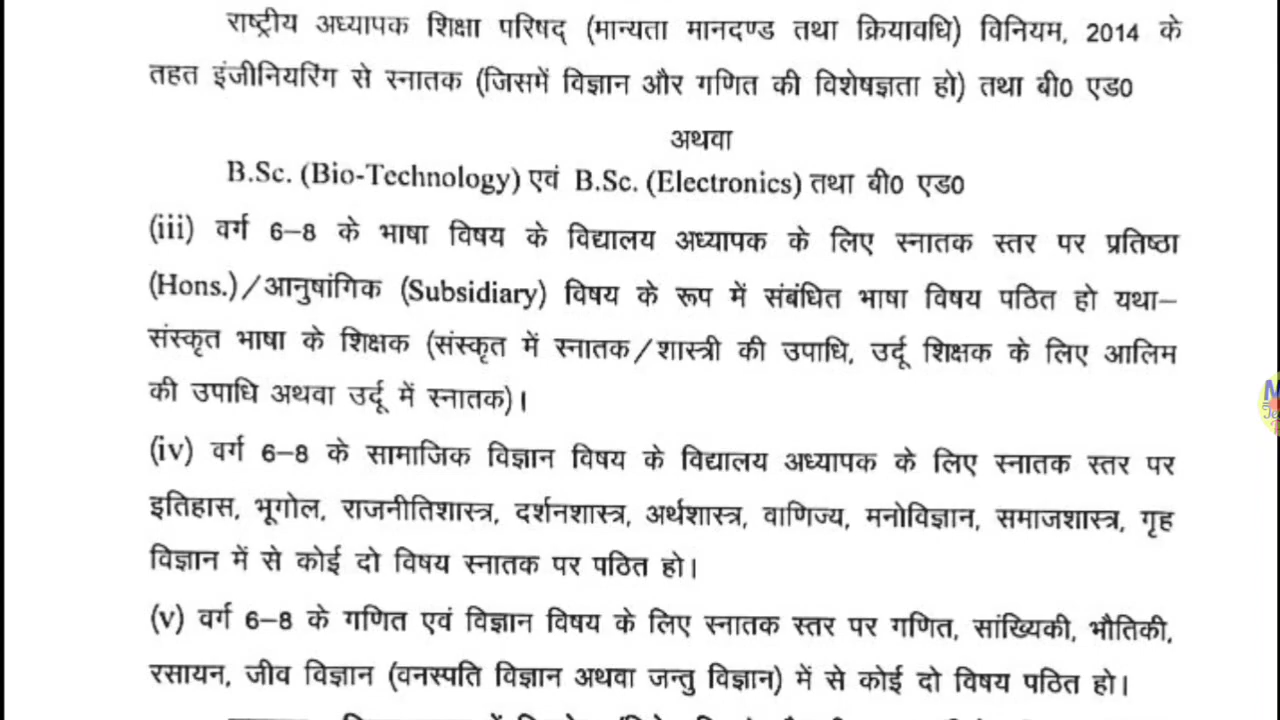 राष्ट्रीय अध्यापक शिक्षा परिषद् (मान्यता मानदण्ड तथा क्रियावधि) विनियम, 2014 के
तहत इंजीनियरिंग से स्नातक (जिसमें विज्ञान और गणित की विशेषज्ञता हो) तथा बी0 एड0
अथवा
B.Sc. (Bio-Technology) एवं B.Sc. (Electronics) तथा बी0 एड0
(iii) वर्ग 6–8 के भाषा विषय के विद्यालय अध्यापक के लिए स्नातक स्तर पर प्रतिष्ठा
(Hons.)/आनुषांगिक (Subsidiary) विषय के रूप में संबंधित भाषा विषय पठित हो यथा–
संस्कृत भाषा के शिक्षक (संस्कृत में स्नातक/शास्त्री की उपाधि, उर्दू शिक्षक के लिए आलिम
की उपाधि अथवा उर्दू में स्नातक)।
(iv) वर्ग 6–8 के सामाजिक विज्ञान विषय के विद्यालय अध्यापक के लिए स्नातक स्तर पर
इतिहास, भूगोल, राजनीतिशास्त्र, दर्शनशास्त्र, अर्थशास्त्र, वाणिज्य, मनोविज्ञान, समाजशास्त्र, गृह
विज्ञान में से कोई दो विषय स्नातक पर पठित हो।
(v) वर्ग 6–8 के गणित एवं विज्ञान विषय के लिए स्नातक स्तर पर गणित, सांख्यिकी, भौतिकी,
रसायन, जीव विज्ञान (वनस्पति विज्ञान अथवा जन्तु विज्ञान) में से कोई दो विषय पठित हो।